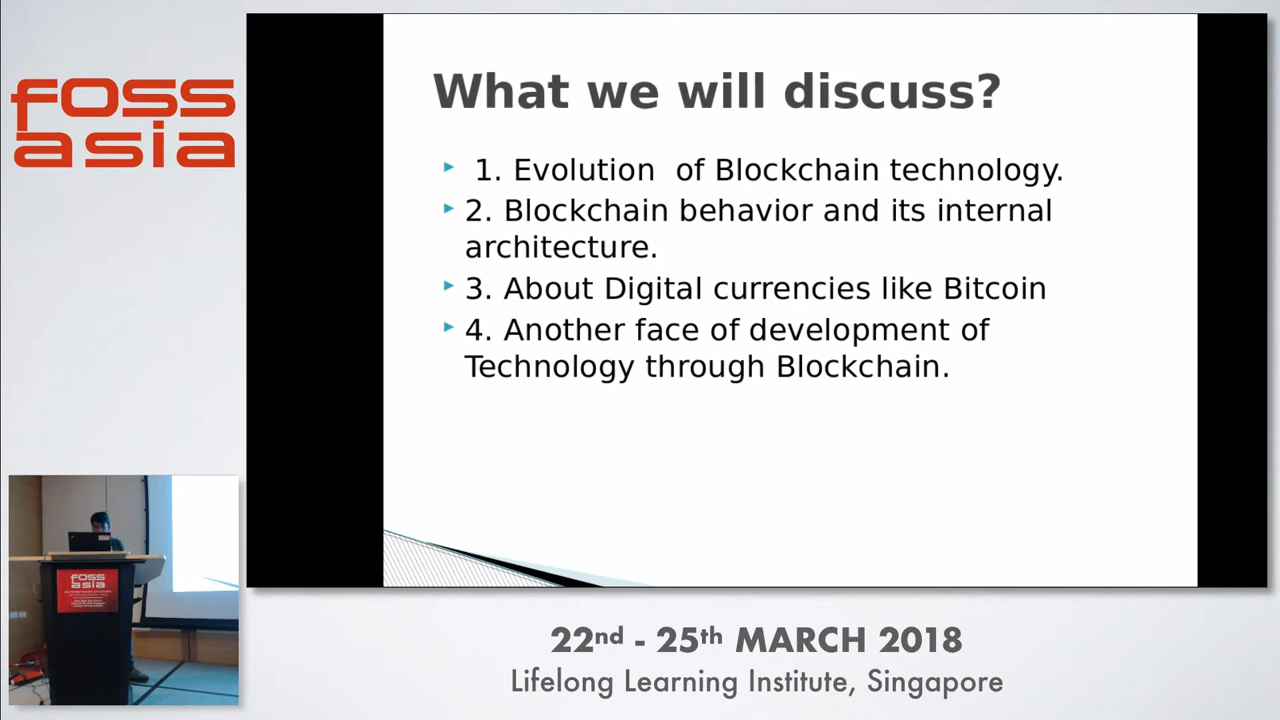 foss
asia
What we will discuss?
1. Evolution  of Blockchain technology.
2. Blockchain behavior and its internal
architecture.
3. About Digital currencies like Bitcoin
4. Another face of development of
Technology through Blockchain.
foss
asia
22nd - 25th MARCH 2018
Lifelong Learning Institute, Singapore